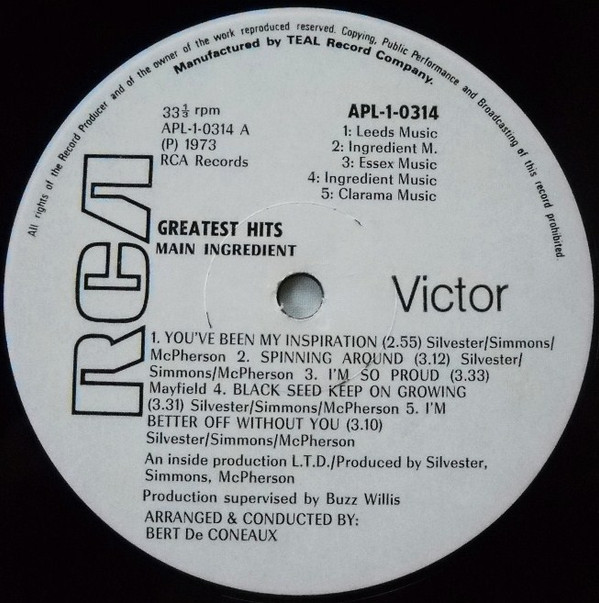 All rights of the Record Producer and of the owner of the work reproduced reserved. Copying, Public Performance and Broadcasting of this record prohibited.
Manufactured by TEAL Record Company.
33⅓ rpm
APL-1-0314 A
(P) 1973
RCA Records
APL-1-0314
1: Leeds Music
2: Ingredient M.
3: Essex Music
4: Ingredient Music
5: Clarama Music
RCA
GREATEST HITS
MAIN INGREDIENT
Victor
1. YOU'VE BEEN MY INSPIRATION (2.55) Silvester/Simmons/
McPherson 2. SPINNING AROUND (3.12) Silvester/
Simmons/McPherson 3. I'M SO PROUD (3.33)
Mayfield 4. BLACK SEED KEEP ON GROWING
(3.31) Silvester/Simmons/McPherson 5. I'M
BETTER OFF WITHOUT YOU (3.10)
Silvester/Simmons/McPherson
An inside production L.T.D./Produced by Silvester,
Simmons, McPherson
Production supervised by Buzz Willis
ARRANGED & CONDUCTED BY:
BERT De CONEAUX